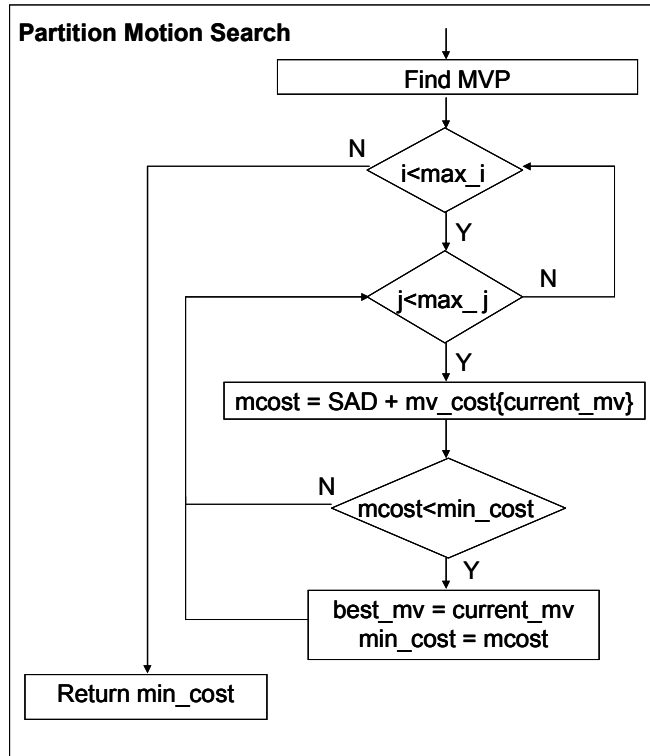 Partition Motion Search
Find MVP
N
i<max_i
Y
j<max_ j
N
Y
mcost = SAD + mv_cost{current_mv}
N
mcost<min_cost
Y
best_mv = current_mv
min_cost = mcost
Return min_cost